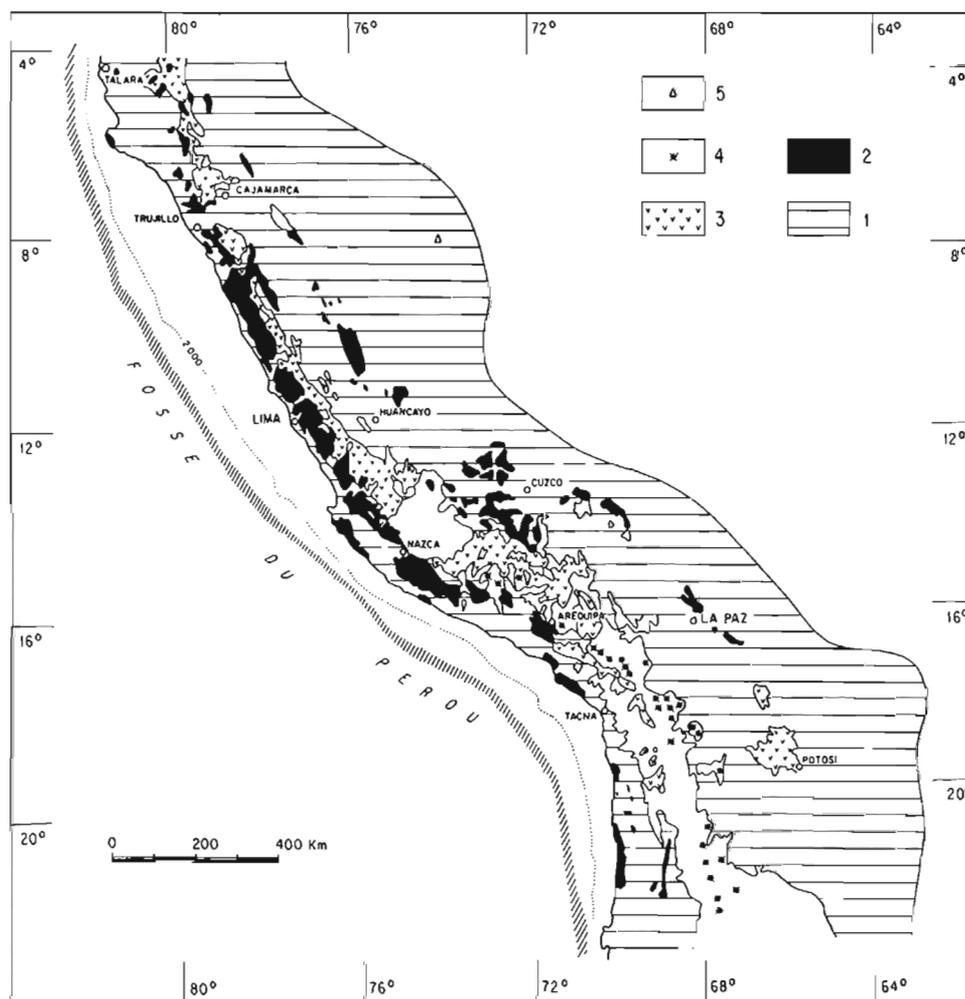 80° 76° 72° 68° 64°
4° 4°
TALARA
5
4 2
CAJAMARCA
3 1
TRUJILLO
8° 8°
2000
HUANCAYO
LIMA
12° 12°
CUZCO
NAZCA
LA PAZ
16°
AREQUIPA
16°
FOSSE DU PEROU
TACNA
POTOSI
20°
20°
0 200 400 Km
80° 76° 72° 68° 64°